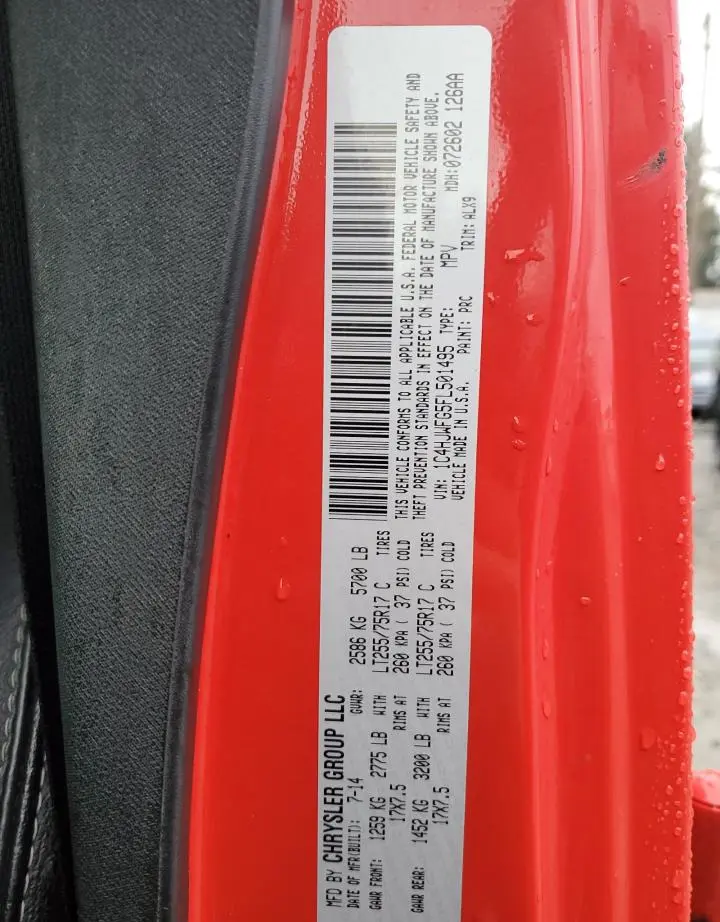 MFD BY CHRYSLER GROUP LLC
DATE OF MFR(BUILT): 7-14 GVWR: 2586 KG 5700 LB
GAWR FRONT: 1259 KG 2775 LB WITH LT255/75R17 C TIRES
17X7.5 RIMS AT 260 KPA ( 37 PSI) COLD
GAWR REAR: 1452 KG 3200 LB WITH LT255/75R17 C TIRES
17X7.5 RIMS AT 260 KPA ( 37 PSI) COLD
THIS VEHICLE CONFORMS TO ALL APPLICABLE U.S.A. FEDERAL MOTOR VEHICLE SAFETY AND
THEFT PREVENTION STANDARDS IN EFFECT ON THE DATE OF MANUFACTURE SHOWN ABOVE.
VIN: 1C4HJWFG5FL501495 TYPE: MPV MDH:072602 126AA
VEHICLE MADE IN U.S.A. PAINT: PRC TRIM: ALX9